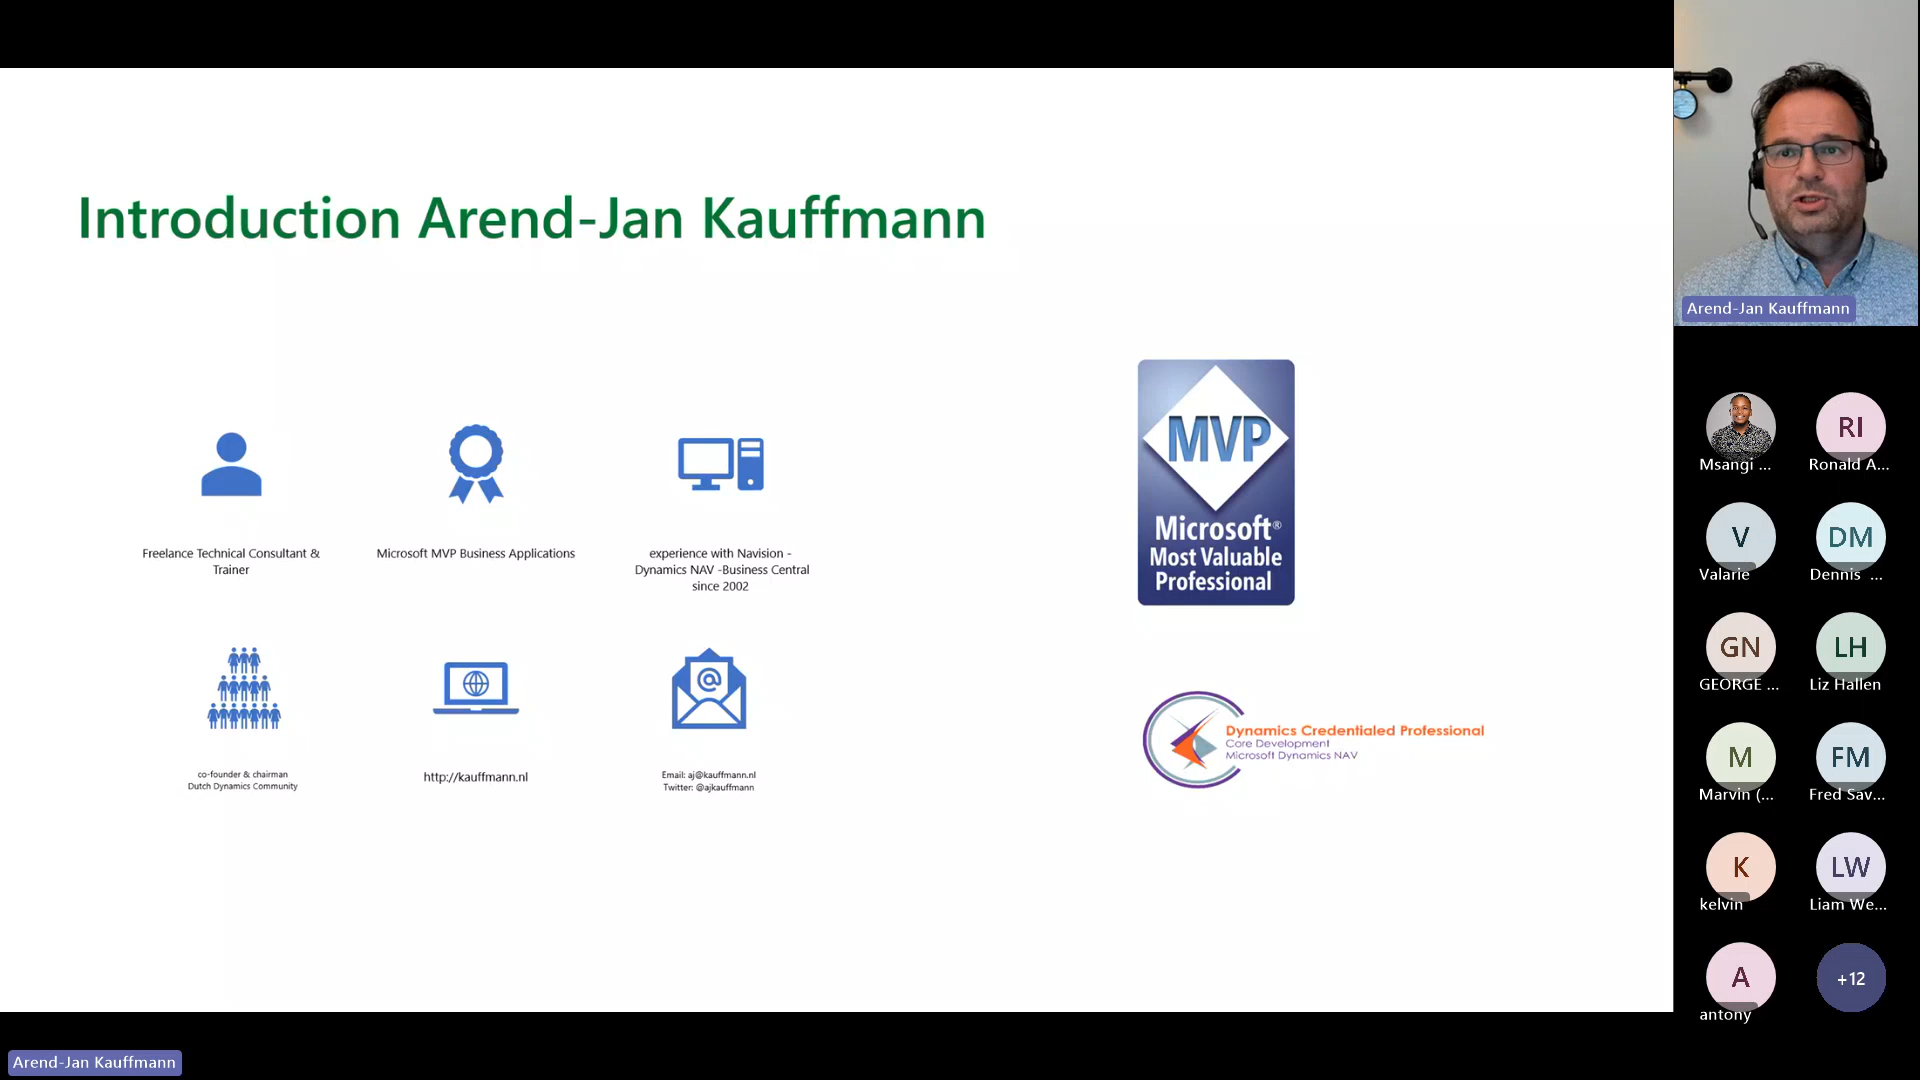 Introduction Arend-Jan Kauffmann
Freelance Technical Consultant &
Trainer
Microsoft MVP Business Applications
experience with Navision -
Dynamics NAV -Business Central
since 2002
co-founder & chairman
Dutch Dynamics Community
http://kauffmann.nl
@
Email: aj@kauffmann.nl
Twitter: @ajkauffmann
MVP
Microsoft®
Most Valuable
Professional
Dynamics Credentialed Professional
Core Development
Microsoft Dynamics NAV
Arend-Jan Kauffmann
Msangi ...
RI
Ronald A...
V
Valarie
DM
Dennis ...
GN
GEORGE ...
LH
Liz Hallen
M
Marvin (...
FM
Fred Sav...
K
kelvin
LW
Liam We...
A
antony
+12
Arend-Jan Kauffmann